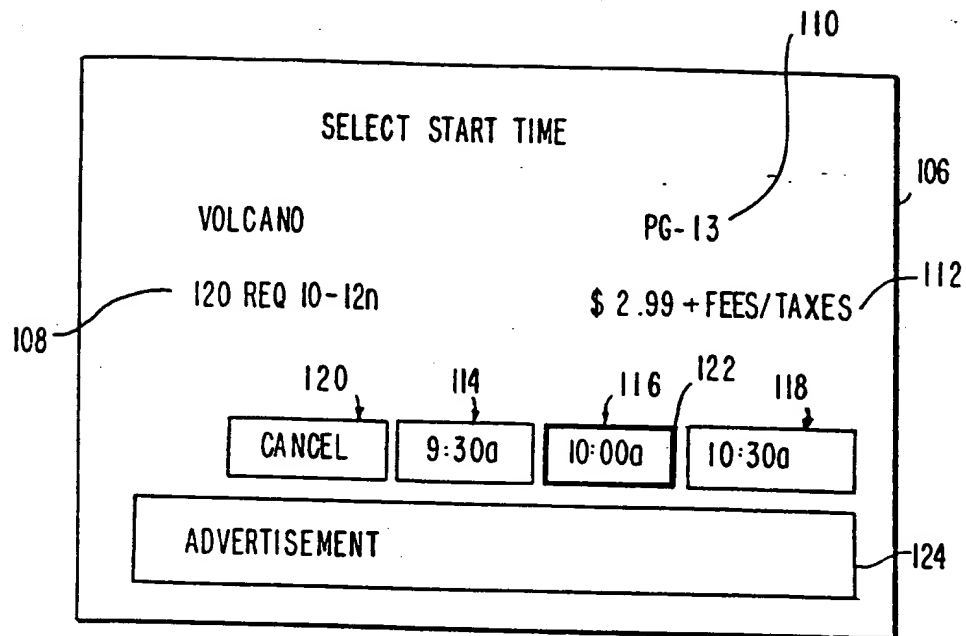 110
SELECT START TIME
106
VOLCANO
PG-13
112
120 REQ 10-12n
$ 2.99 + FEES/TAXES
108
120
114
116
122
118
CANCEL
9:30a
10:00a
10:30a
ADVERTISEMENT
124